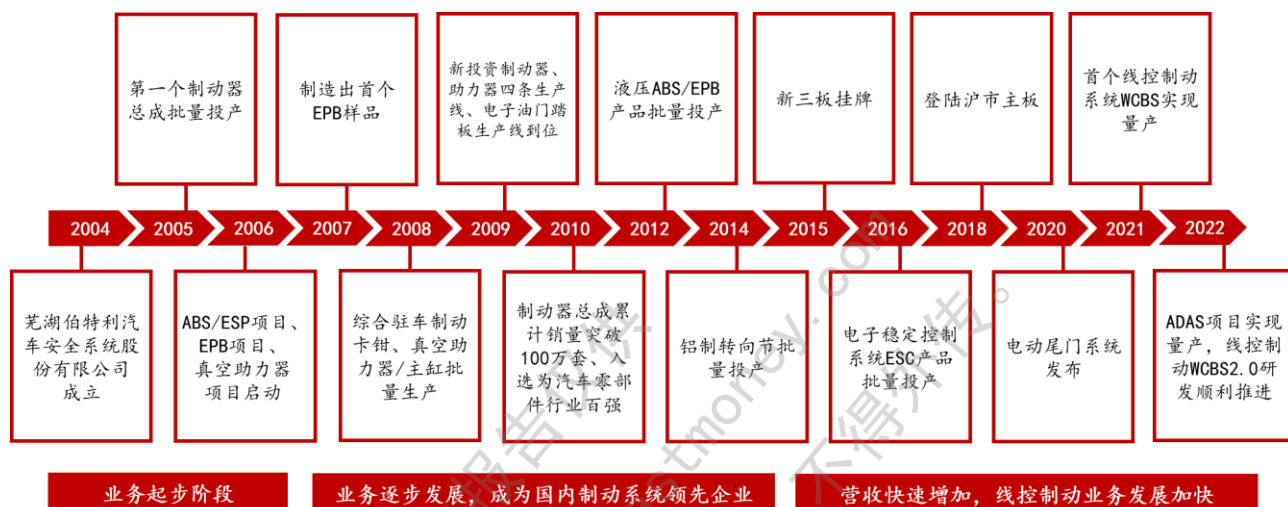 第一个制动器
总成批量投产
制造出首个
EPB样品
新投资制动器、
助力器四条生产
线、电子油门踏
板生产线到位
液压ABS/EPB
产品批量投产
新三板挂牌
登陆沪市主板
首个线控制动
系统WCBS实现
量产
2004 2005 2006 2007 2008 2009 2010 2012 2014 2015 2016 2018 2020 2021 2022
芜湖伯特利汽
车安全系统股
份有限公司
成立
ABS/ESP项目、
EPB项目、
真空助力器
项目启动
综合驻车制动
卡钳、真空助
力器/主缸批
量生产
制动器总成累
计销量突破
100万套、入
选为汽车零部
件行业百强
铝制转向节批
量投产
电子稳定控制
系统ESC产品
批量投产
电动尾门系统
发布
ADAS项目实现
量产，线控制
动WCBS2.0研
发顺利推进
业务起步阶段
业务逐步发展，成为国内制动系统领先企业
营收快速增加，线控制动业务发展加快
报告仅供
stmoney.com
不得外传。